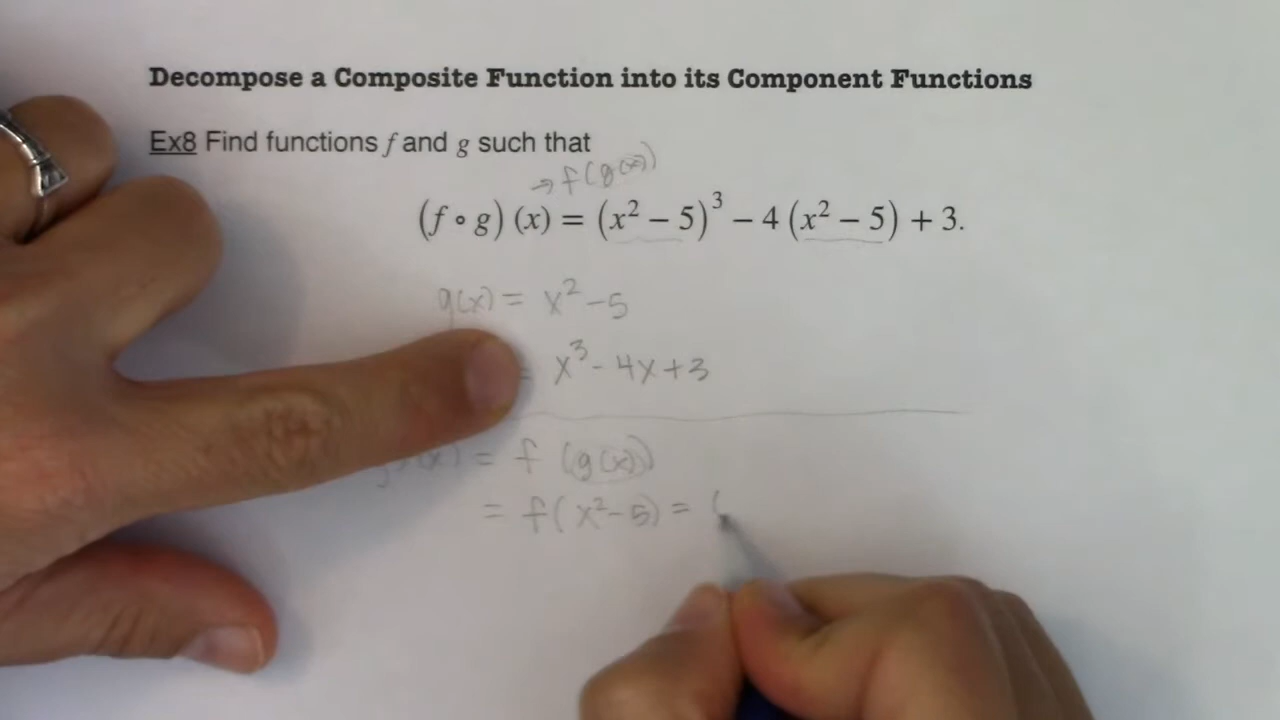 Decompose a Composite Function into its Component Functions
Ex8 Find functions f and g such that
→ f(g(x))
(f ∘ g) (x) = (x² − 5)³ − 4 (x² − 5) + 3.
g(x) = x² − 5
= x³ − 4x + 3
(x) = f (g(x))
= f( x² − 5) = (